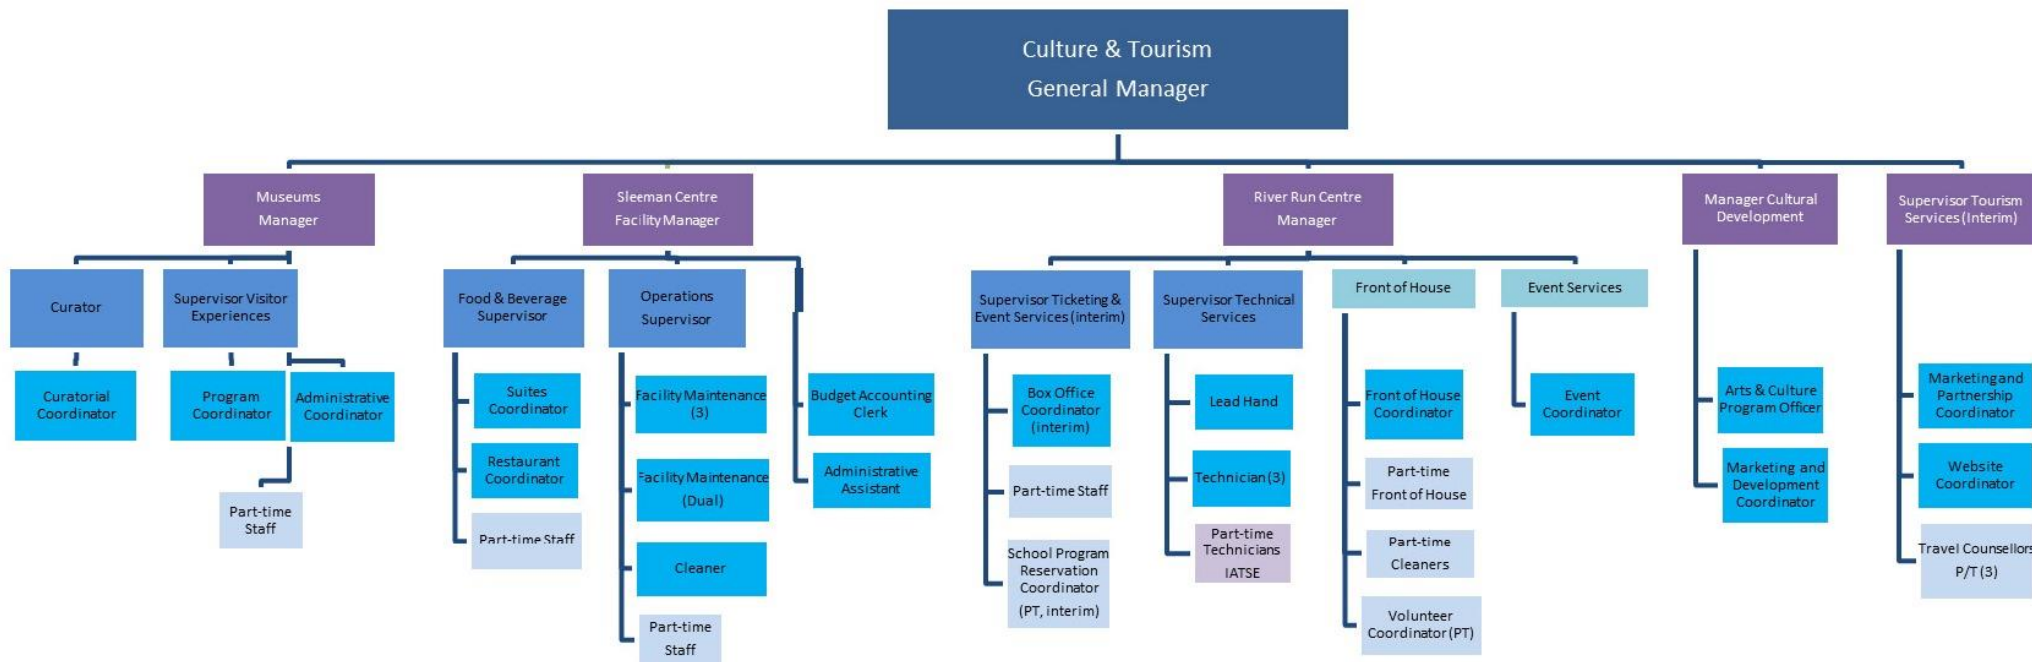 Culture & Tourism
General Manager
Museums
Manager
Sleeman Centre
Facility Manager
River Run Centre
Manager
Manager Cultural
Development
Supervisor Tourism
Services (Interim)
Curator
Supervisor Visitor
Experiences
Food & Beverage
Supervisor
Operations
Supervisor
Supervisor Ticketing &
Event Services (interim)
Supervisor Technical
Services
Front of House
Event Services
Curatorial
Coordinator
Program
Coordinator
Administrative
Coordinator
Part-time
Staff
Suites
Coordinator
Restaurant
Coordinator
Part-time Staff
Facility Maintenance
(3)
Facility Maintenance
(Dual)
Cleaner
Part-time
Staff
Budget Accounting
Clerk
Administrative
Assistant
Box Office
Coordinator
(interim)
Part-time Staff
School Program
Reservation
Coordinator
(PT, interim)
Lead Hand
Technician (3)
Part-time
Technicians
IATSE
Front of House
Coordinator
Part-time
Front of House
Part-time
Cleaners
Volunteer
Coordinator (PT)
Event
Coordinator
Arts & Culture
Program Officer
Marketing and
Development
Coordinator
Marketing and
Partnership
Coordinator
Website
Coordinator
Travel Counsellors
P/T (3)